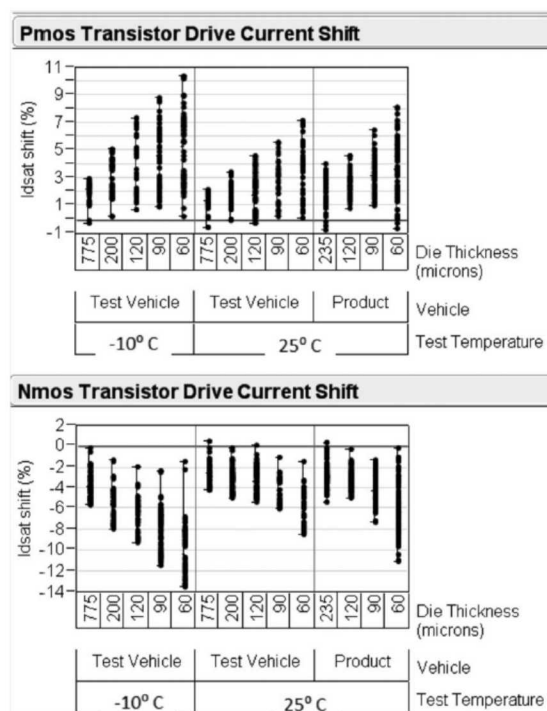 Pmos Transistor Drive Current Shift
11
9
7
5
3
1
-1
Idsat shift (%)
775 200 120 90 60 775 200 120 90 60 235 120 90 60
Die Thickness
(microns)
Test Vehicle Test Vehicle Product Vehicle
-10⁰ C 25⁰ C Test Temperature
Nmos Transistor Drive Current Shift
2
0
-2
-4
-6
-8
-10
-12
-14
Idsat shift (%)
775 200 120 90 60 775 200 120 90 60 235 120 90 60
Die Thickness
(microns)
Test Vehicle Test Vehicle Product Vehicle
-10⁰ C 25⁰ C Test Temperature